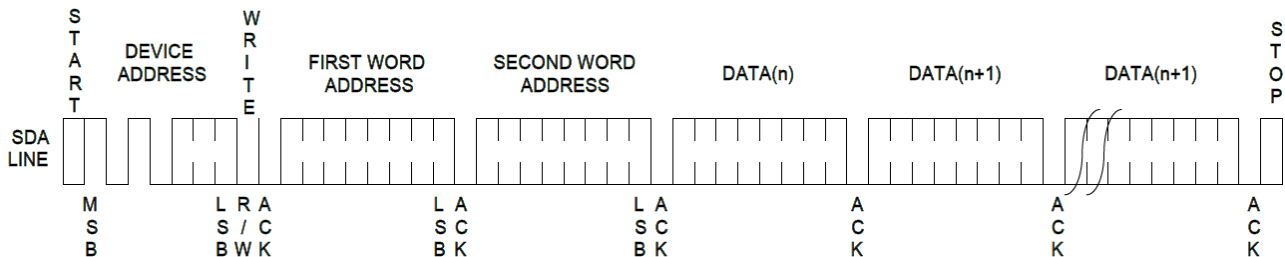 START
DEVICE
ADDRESS
WRITE
FIRST WORD
ADDRESS
SECOND WORD
ADDRESS
DATA(n)
DATA(n+1)
DATA(n+1)
STOP
SDA
LINE
MSB
LSB
R/W
ACK
LSB
ACK
LSB
ACK
ACK
ACK
ACK